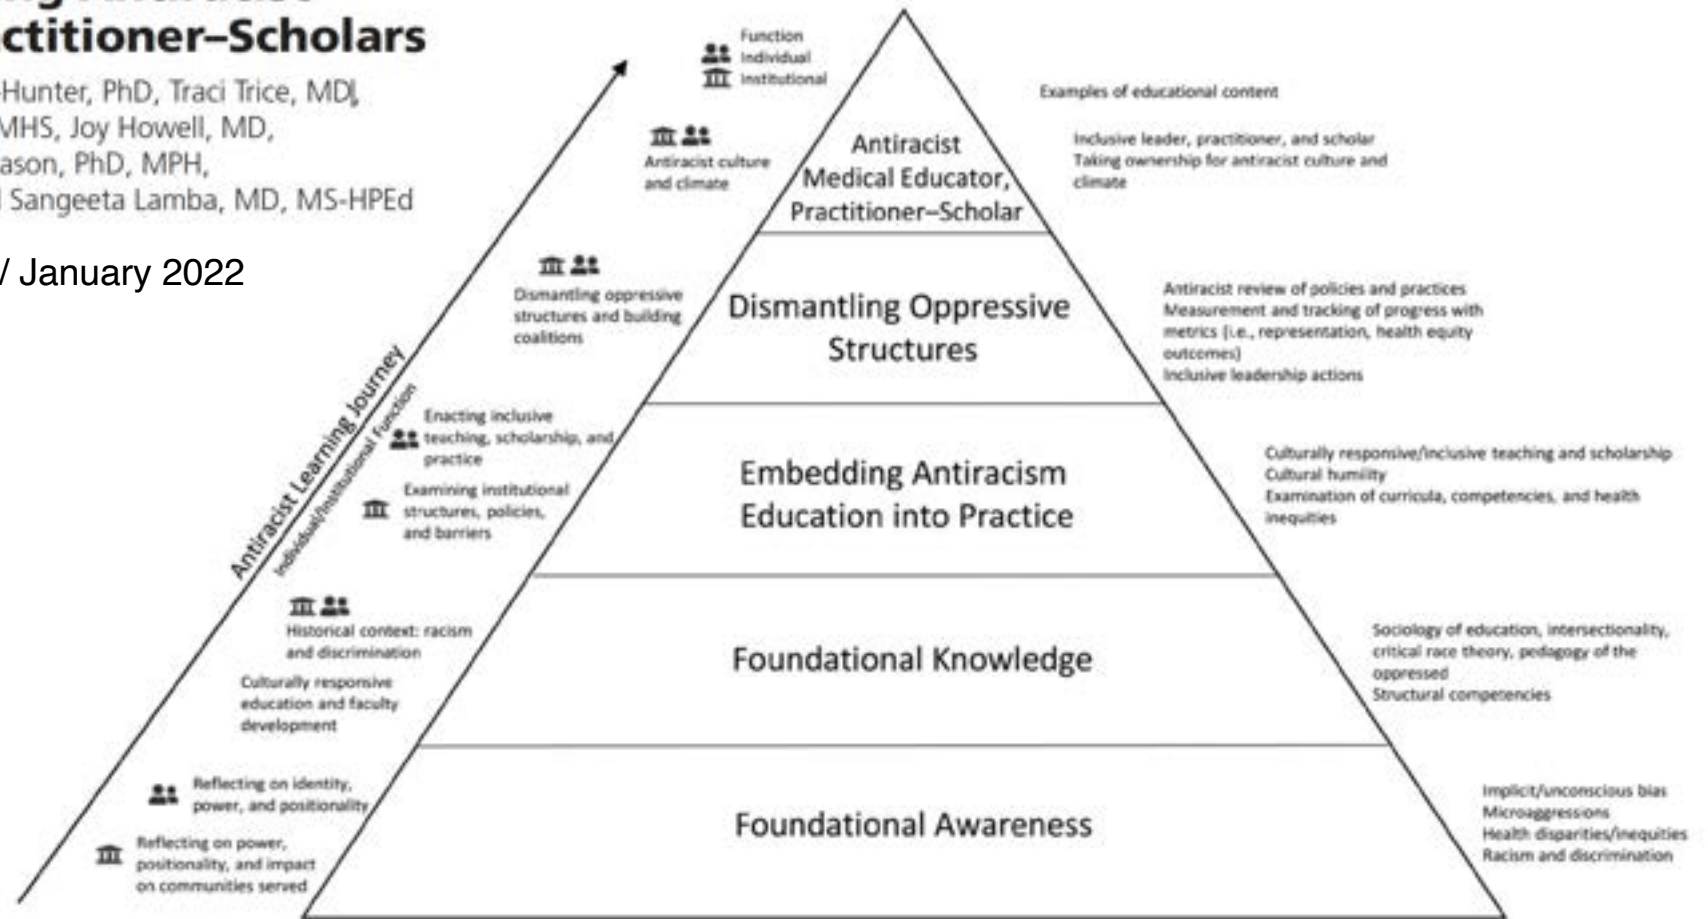 ctitioner–Scholars
-Hunter, PhD, Traci Trice, MD,
MHS, Joy Howell, MD,
ason, PhD, MPH,
Sangeeta Lamba, MD, MS-HPEd
/ January 2022
Antiracist Learning Journey
Individual/Institutional Function
Function
Individual
Institutional
Antiracist culture
and climate
Dismantling oppressive
structures and building
coalitions
Enacting inclusive
teaching, scholarship, and
practice
Examining institutional
structures, policies,
and barriers
Historical context: racism
and discrimination
Culturally responsive
education and faculty
development
Reflecting on identity,
power, and positionality
Reflecting on power,
positionality, and impact
on communities served
Antiracist
Medical Educator,
Practitioner–Scholar
Dismantling Oppressive
Structures
Embedding Antiracism
Education into Practice
Foundational Knowledge
Foundational Awareness
Examples of educational content
Inclusive leader, practitioner, and scholar
Taking ownership for antiracist culture and
climate
Antiracist review of policies and practices
Measurement and tracking of progress with
metrics (i.e., representation, health equity
outcomes)
Inclusive leadership actions
Culturally responsive/inclusive teaching and scholarship
Cultural humility
Examination of curricula, competencies, and health
inequities
Sociology of education, intersectionality,
critical race theory, pedagogy of the
oppressed
Structural competencies
Implicit/unconscious bias
Microaggressions
Health disparities/inequities
Racism and discrimination